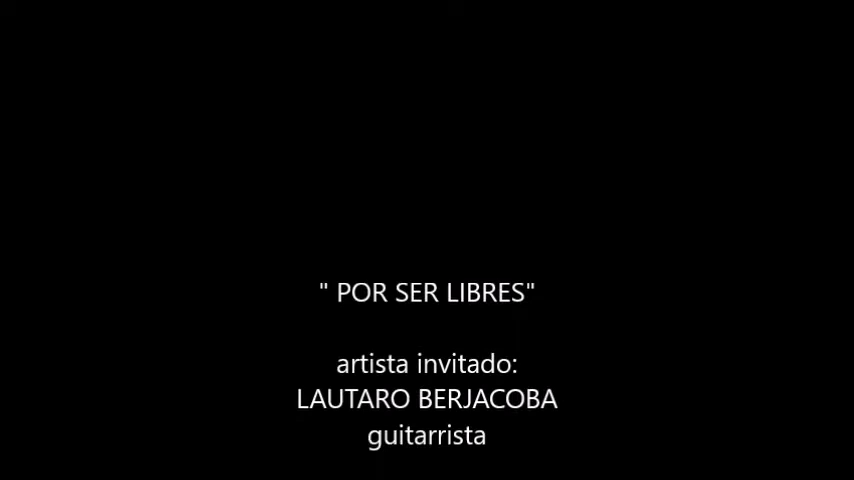 " POR SER LIBRES"
artista invitado:
LAUTARO BERJACOBA
guitarrista